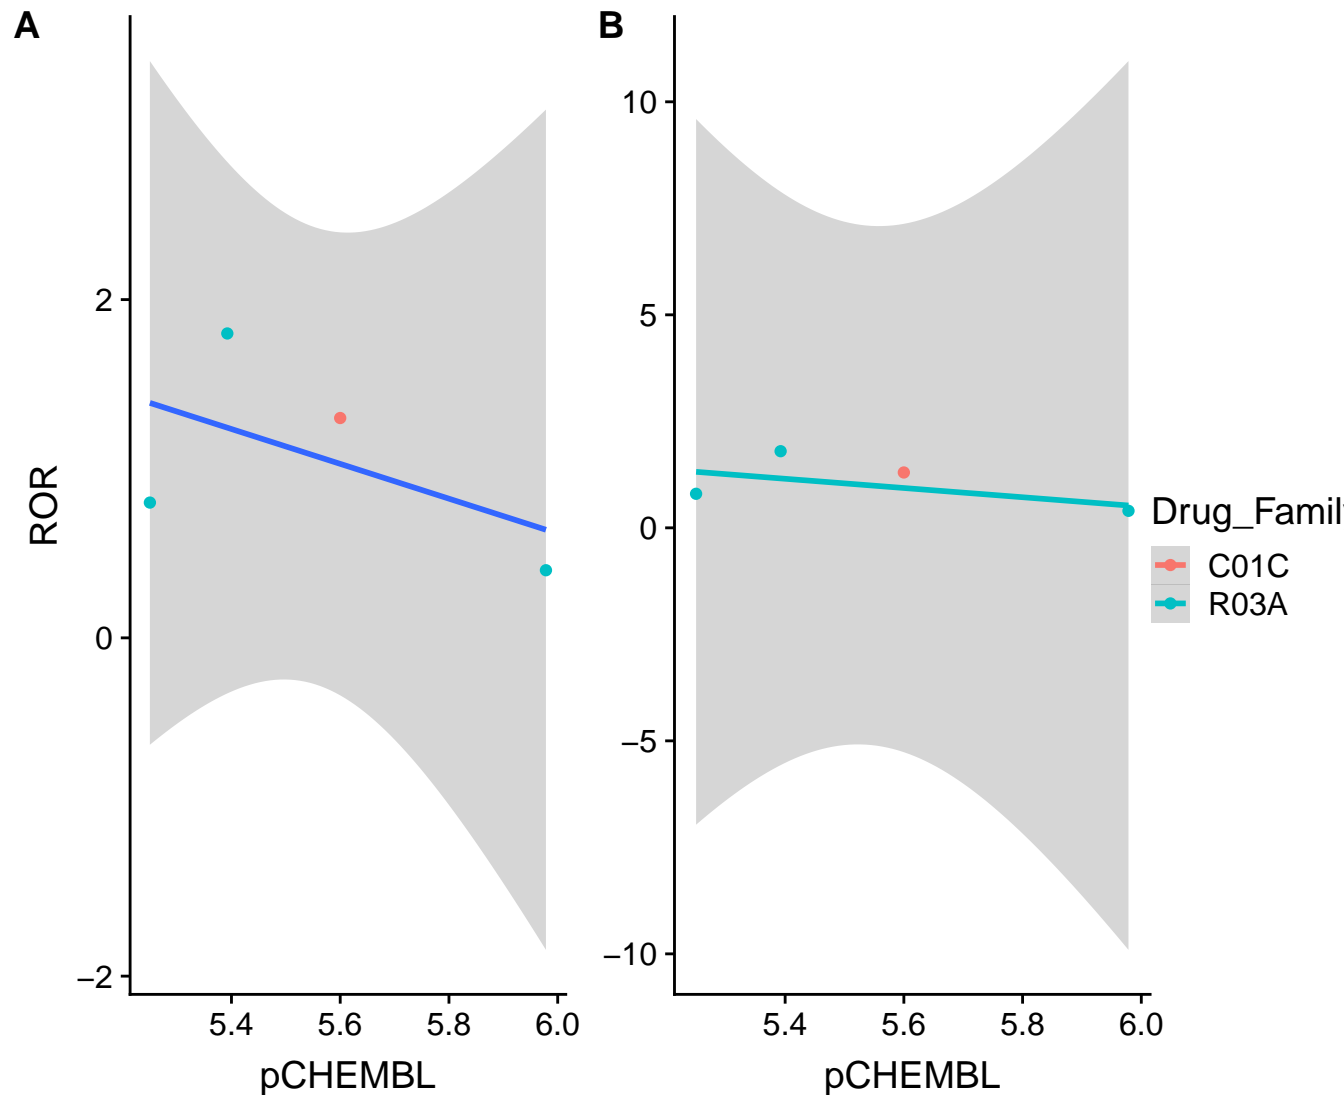 A
ROR
2
0
−2
5.4 5.6 5.8 6.0
pCHEMBL
B
10
5
0
−5
−10
5.4 5.6 5.8 6.0
pCHEMBL
Drug_Famil
C01C
R03A